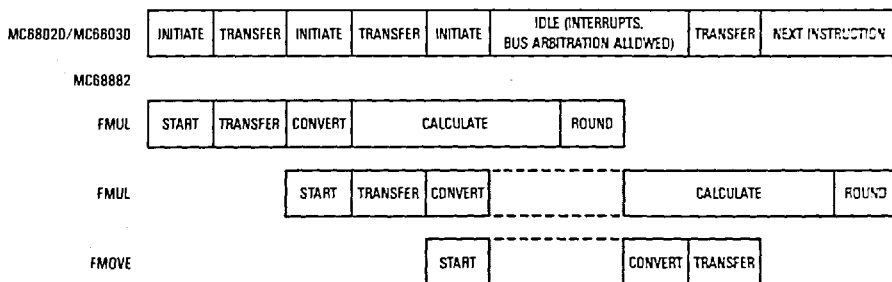 MC68020/MC68030 INITIATE TRANSFER INITIATE TRANSFER INITIATE IDLE (INTERRUPTS, BUS ARBITRATION ALLOWED) TRANSFER NEXT INSTRUCTION
MC68882
FMUL START TRANSFER CONVERT CALCULATE ROUND
FMUL START TRANSFER CONVERT CALCULATE ROUND
FMOVE START CONVERT TRANSFER